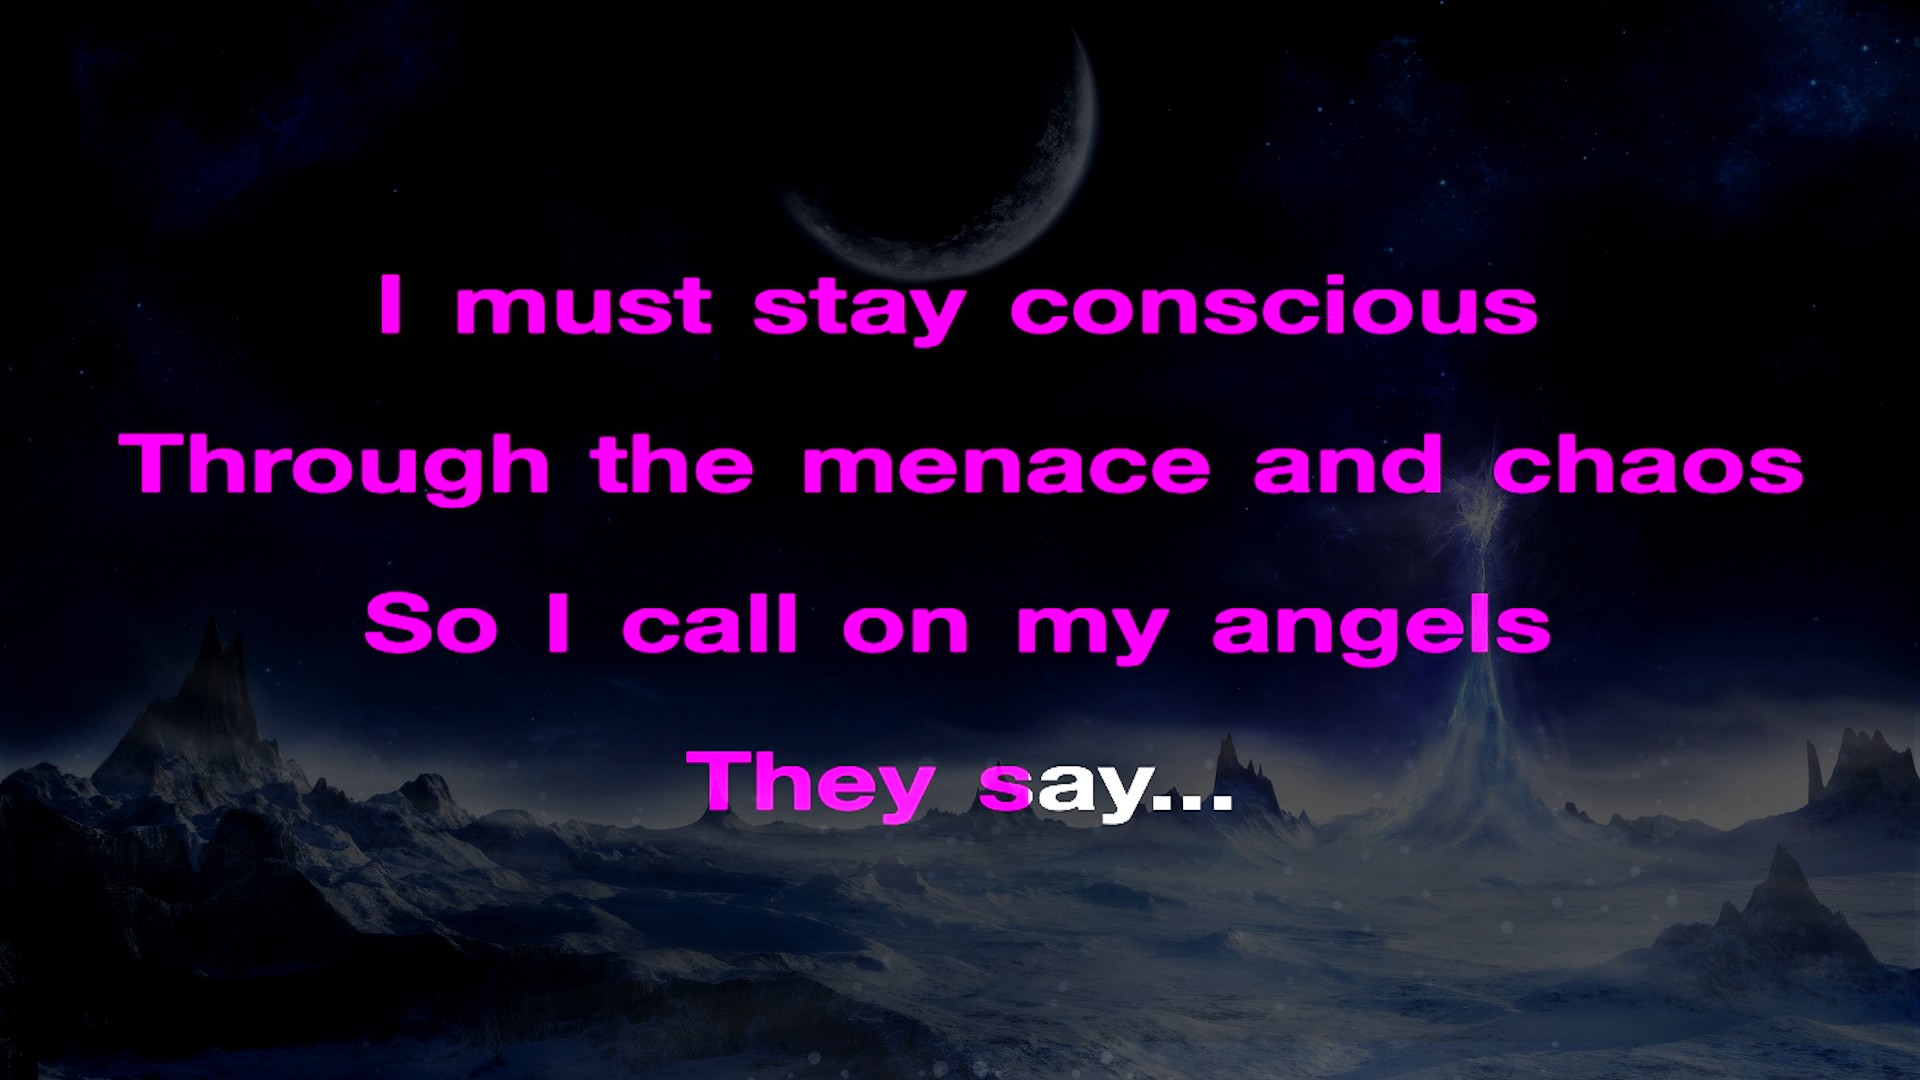 I must stay conscious
Through the menace and chaos
So I call on my angels
They say...